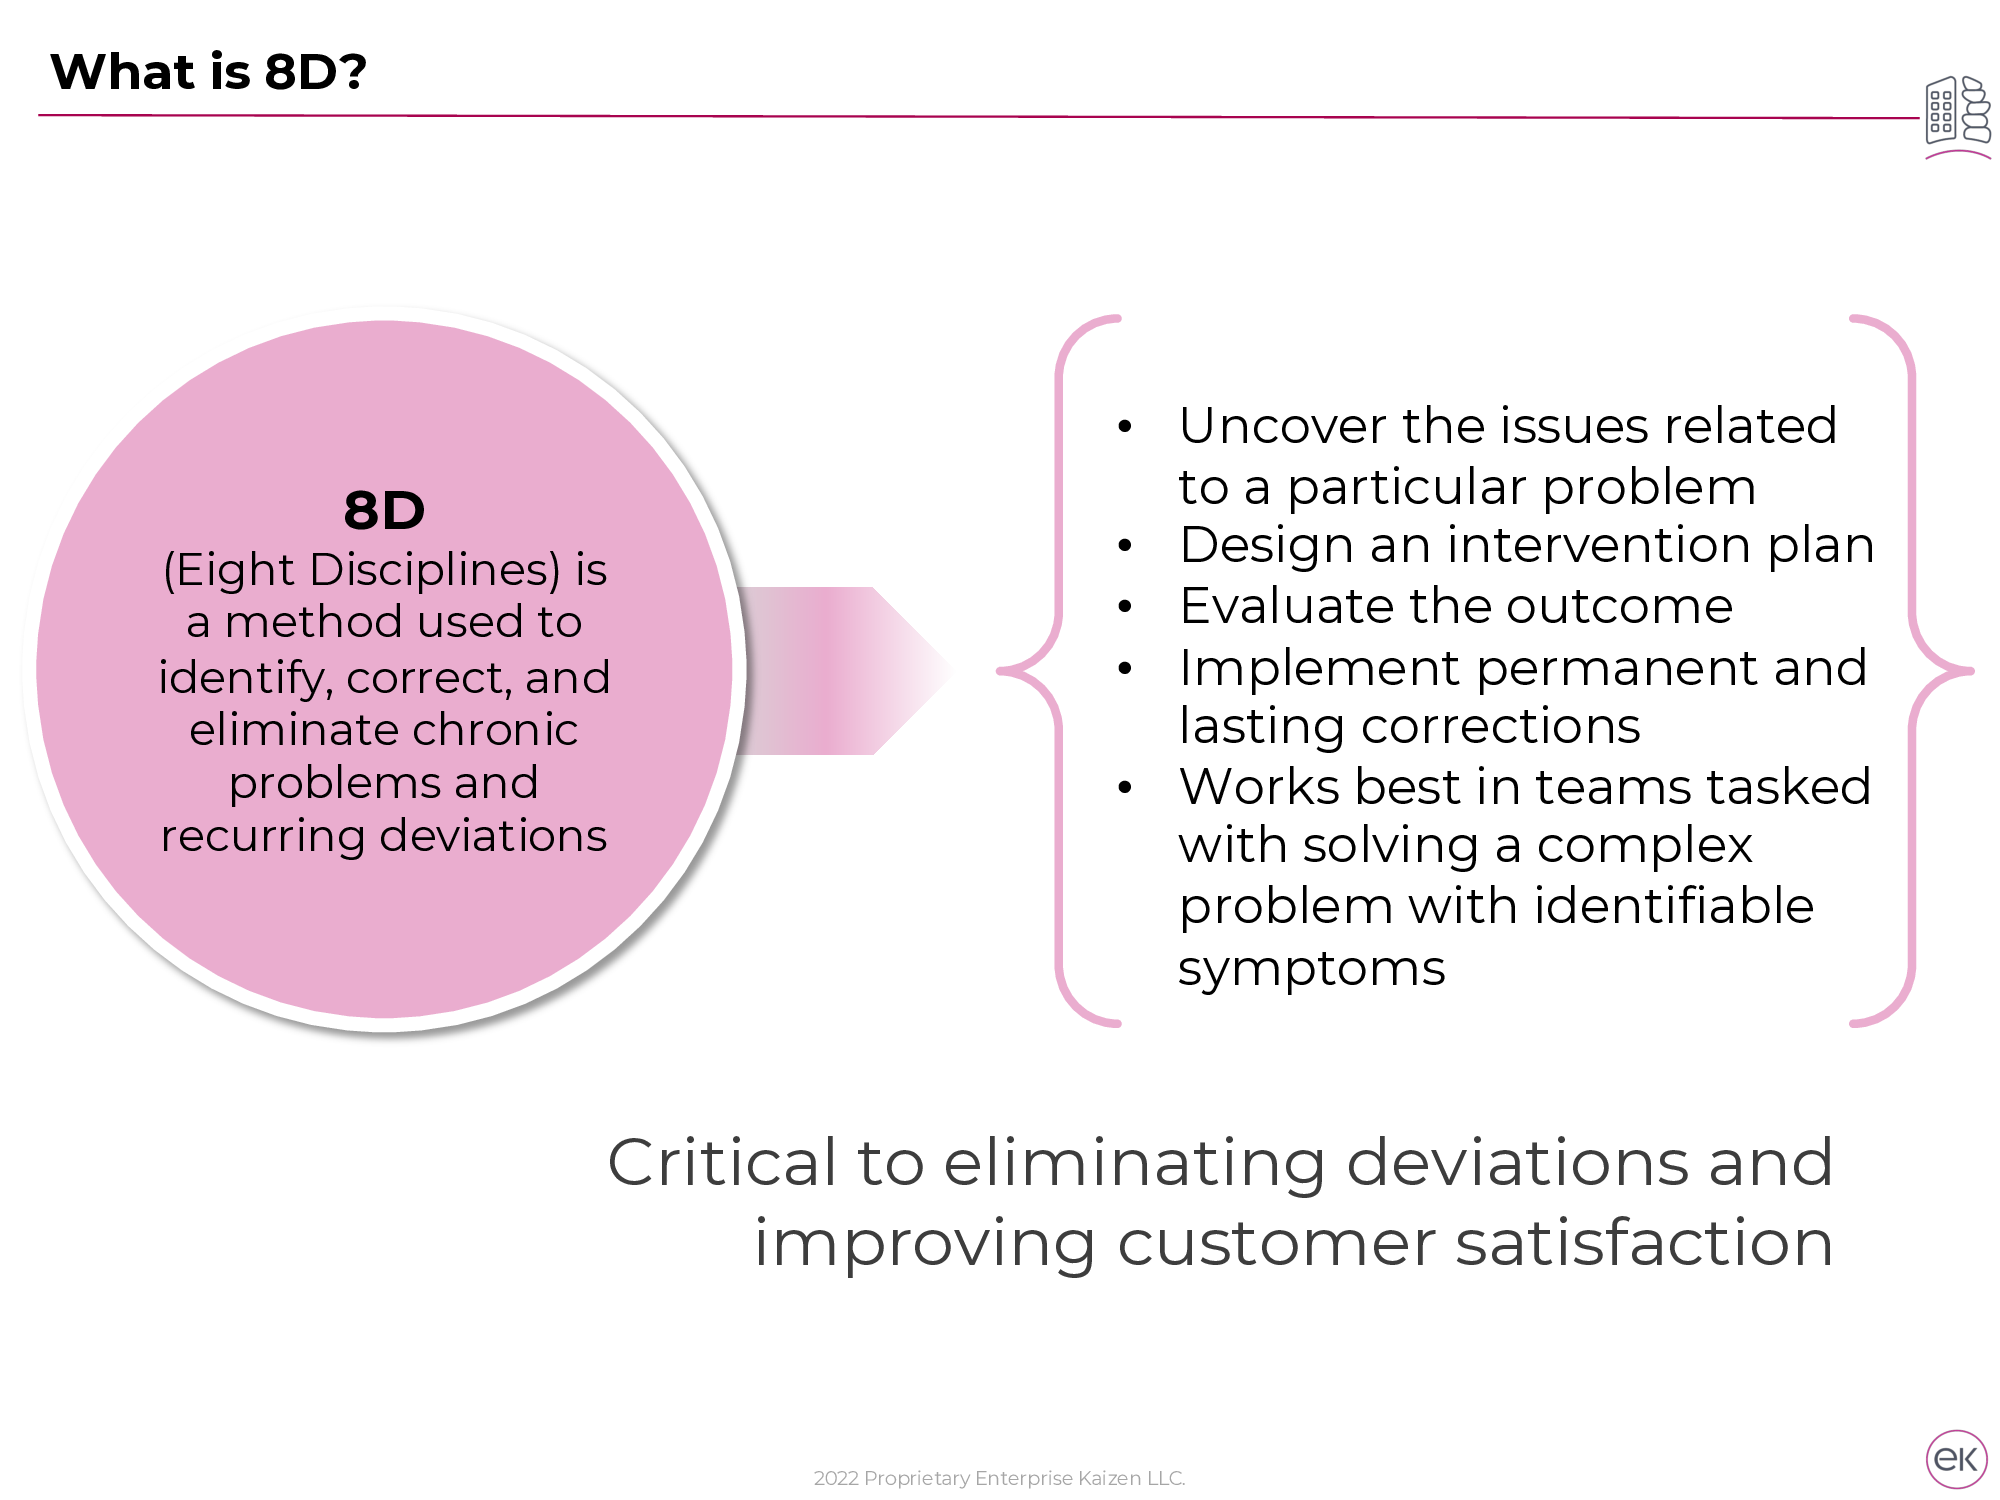 What is 8D?
8D
(Eight Disciplines) is
a method used to
identify, correct, and
eliminate chronic
problems and
recurring deviations
• Uncover the issues related
to a particular problem
• Design an intervention plan
• Evaluate the outcome
• Implement permanent and
lasting corrections
• Works best in teams tasked
with solving a complex
problem with identifiable
symptoms
Critical to eliminating deviations and
improving customer satisfaction
2022 Proprietary Enterprise Kaizen LLC.
eK